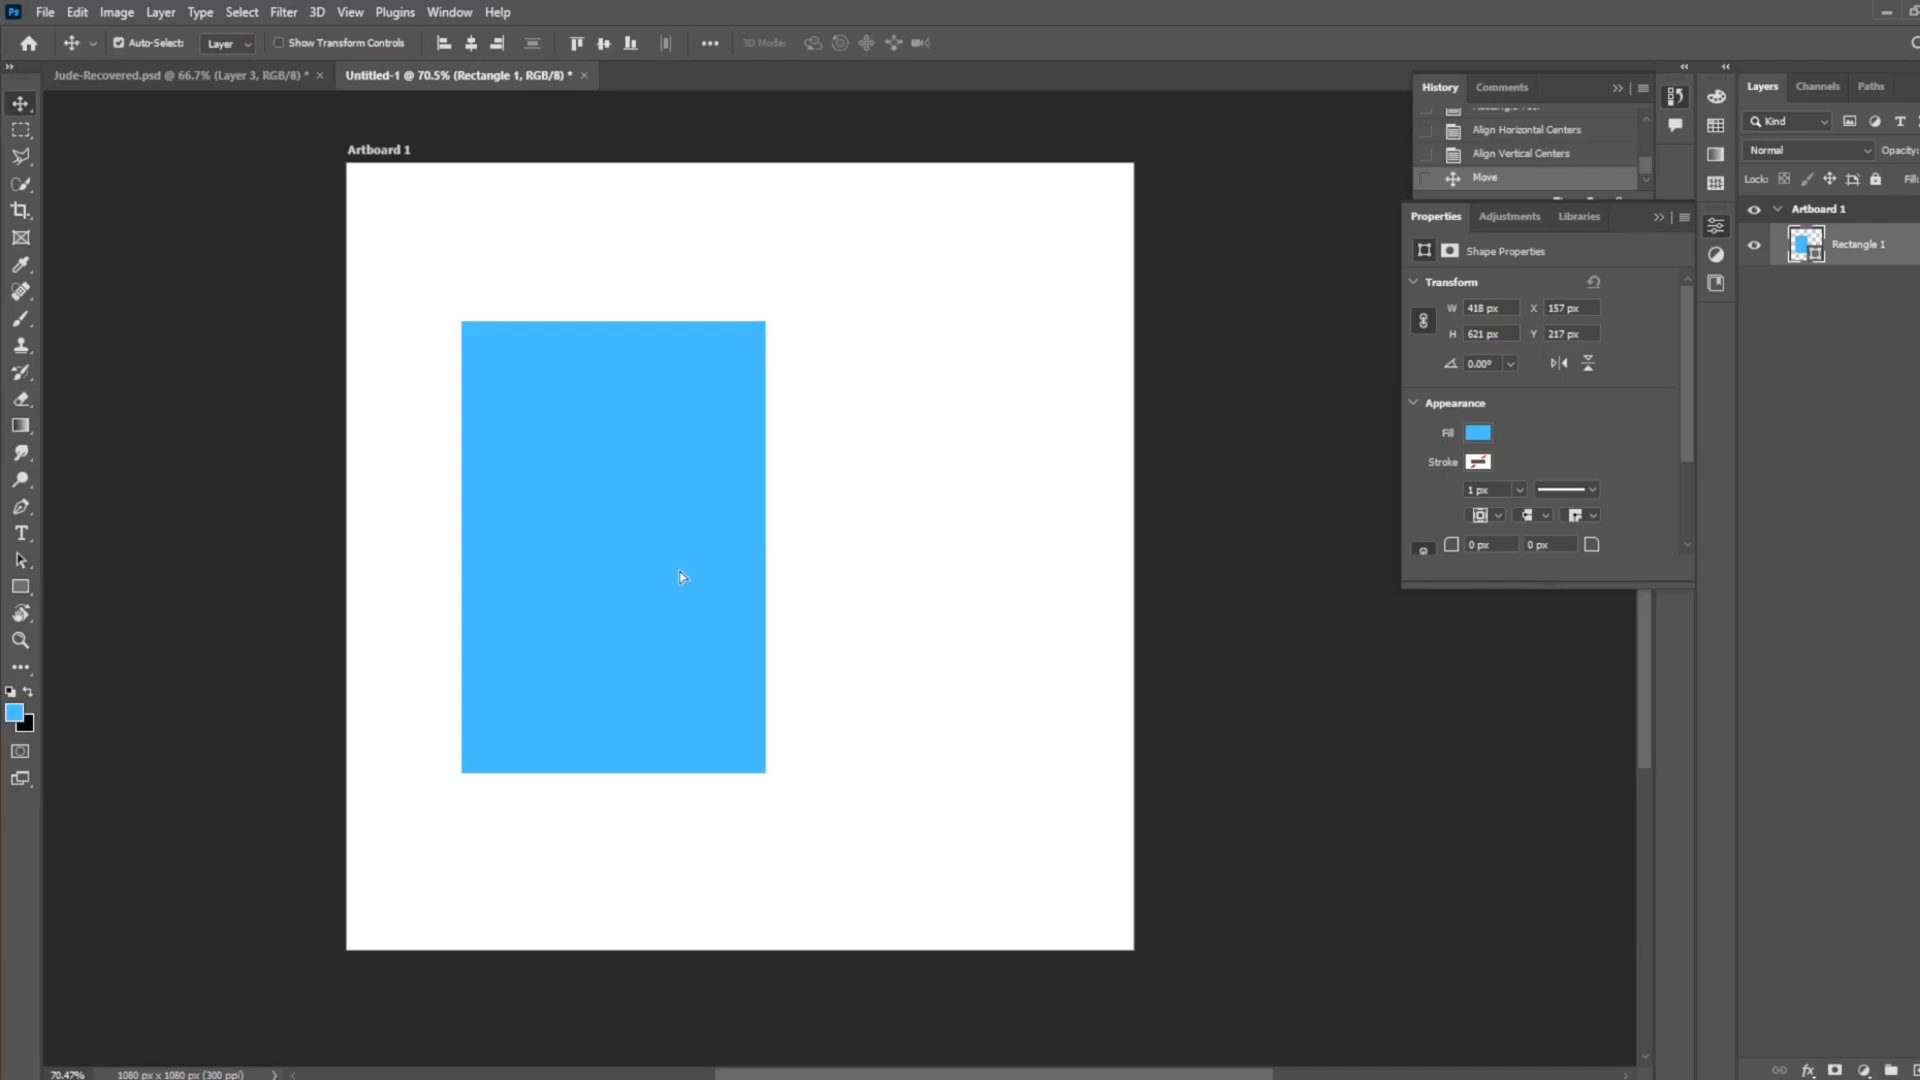 Ps File Edit Image Layer Type Select Filter 3D View Plugins Window Help
Auto-Select: Layer Show Transform Controls 3D Mode:
Jude-Recovered.psd @ 66.7% (Layer 3, RGB/8) * × Untitled-1 @ 70.5% (Rectangle 1, RGB/8) * ×
History Comments
Align Horizontal Centers
Align Vertical Centers
Move
Layers Channels Paths
Kind
Normal Opacity:
Lock: Fill:
Artboard 1
Rectangle 1
Artboard 1
Properties Adjustments Libraries
Shape Properties
Transform
W 418 px X 157 px
H 621 px Y 217 px
0.00°
Appearance
Fill
Stroke
1 px
0 px 0 px
T
70.47% 1080 px x 1080 px (300 ppi)
fx